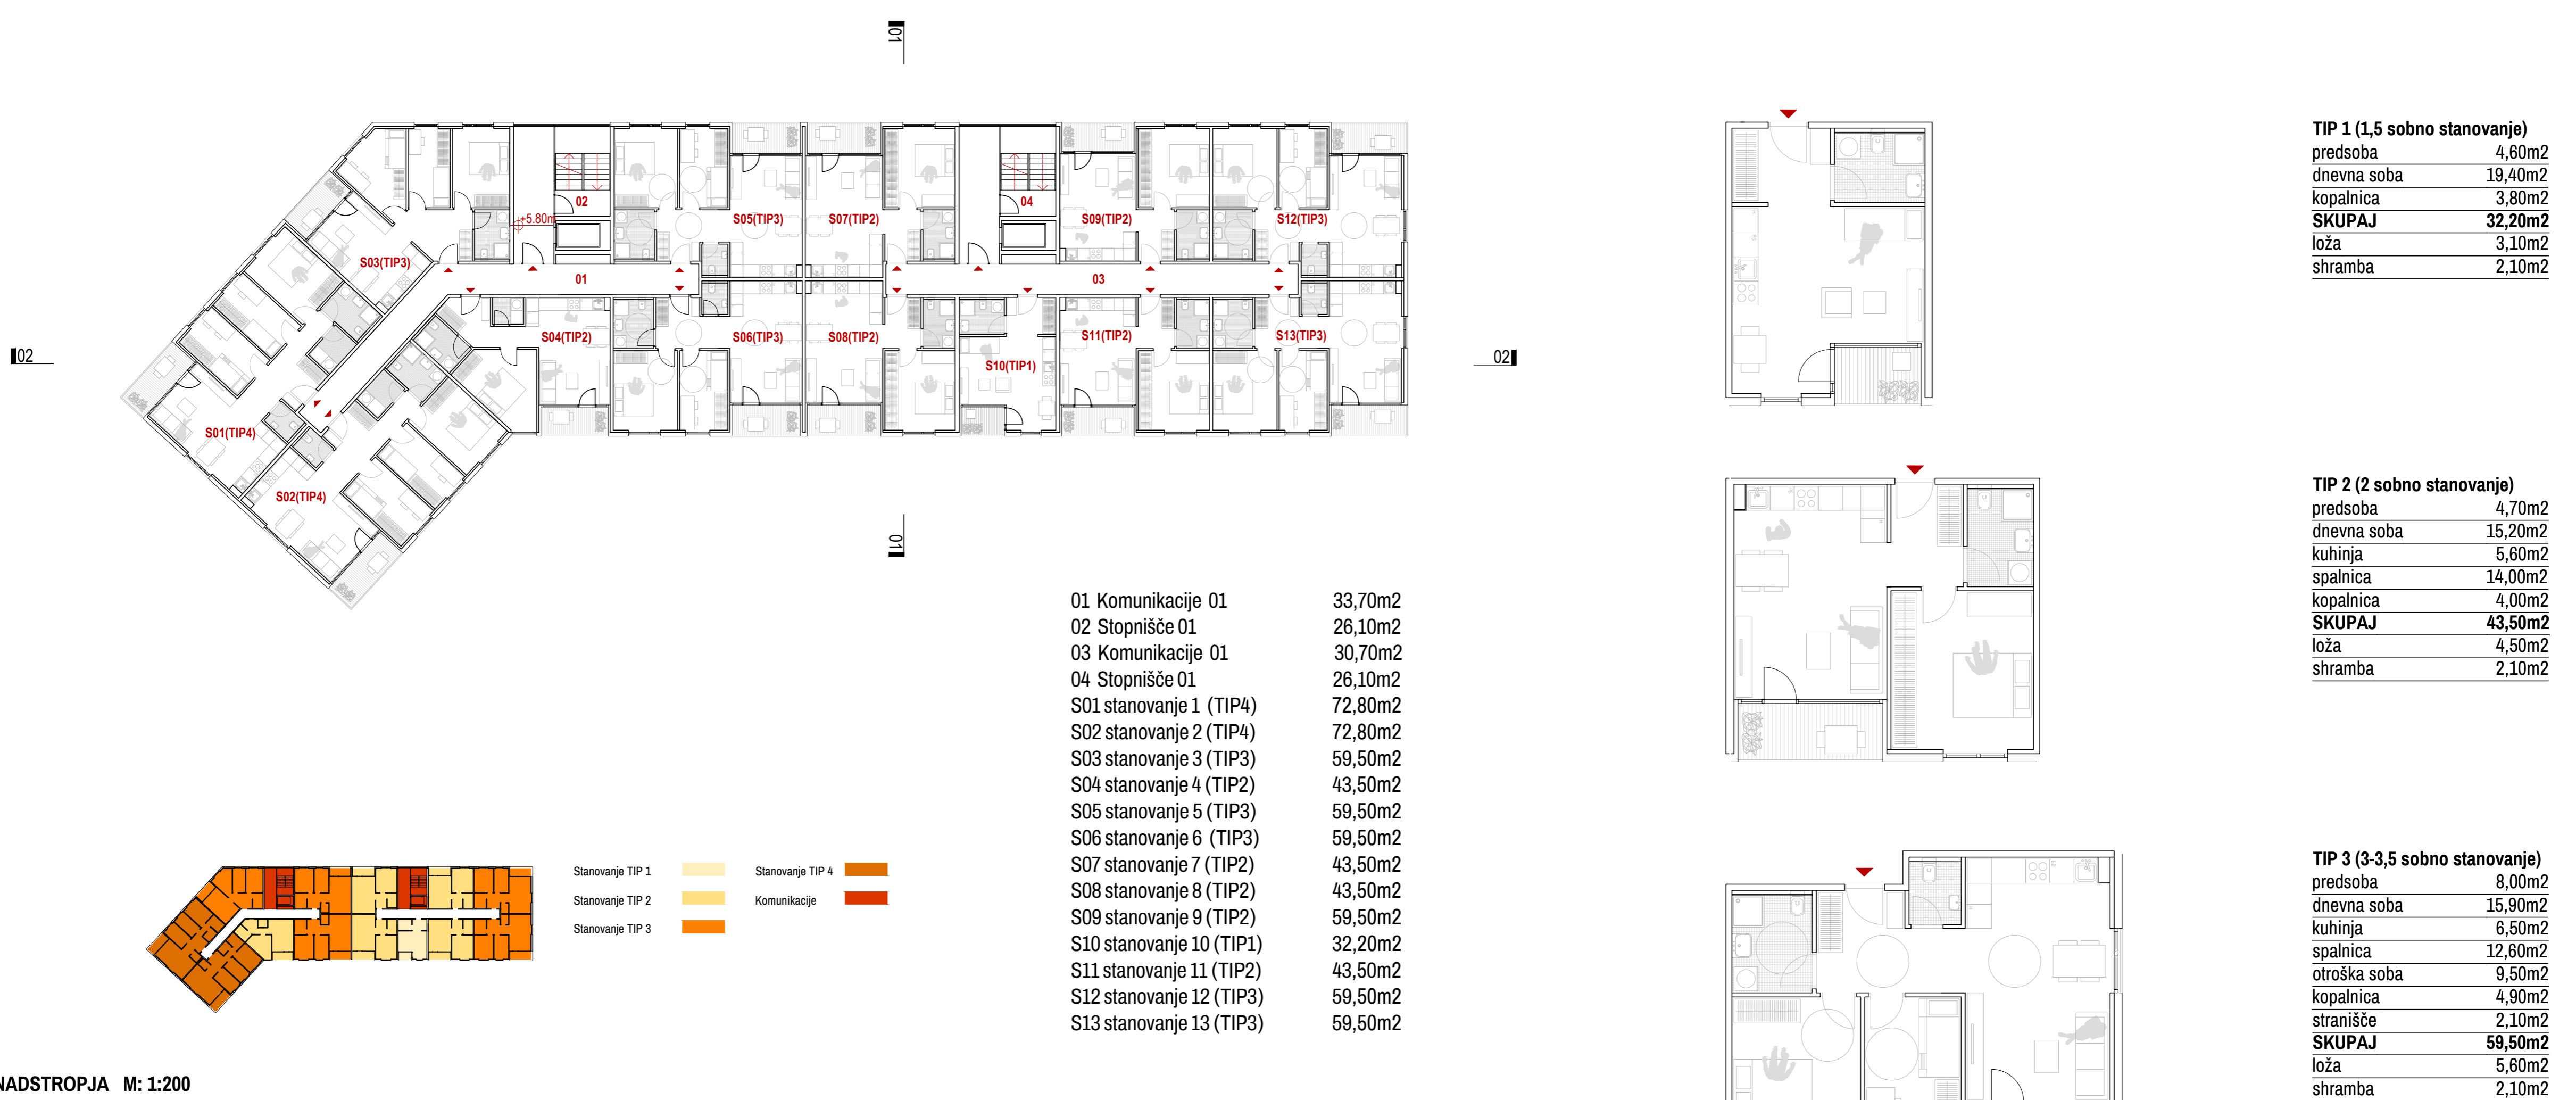 01
02
02
01
+5.80m
02
04
S05(TIP3)
S07(TIP2)
S09(TIP2)
S12(TIP3)
S03(TIP3)
01
03
S04(TIP2)
S06(TIP3)
S08(TIP2)
S11(TIP2)
S13(TIP3)
S10(TIP1)
S01(TIP4)
S02(TIP4)
01 Komunikacije 01 33,70m2
02 Stopnišče 01 26,10m2
03 Komunikacije 01 30,70m2
04 Stopnišče 01 26,10m2
S01 stanovanje 1 (TIP4) 72,80m2
S02 stanovanje 2 (TIP4) 72,80m2
S03 stanovanje 3 (TIP3) 59,50m2
S04 stanovanje 4 (TIP2) 43,50m2
S05 stanovanje 5 (TIP3) 59,50m2
S06 stanovanje 6 (TIP3) 59,50m2
S07 stanovanje 7 (TIP2) 43,50m2
S08 stanovanje 8 (TIP2) 43,50m2
S09 stanovanje 9 (TIP2) 59,50m2
S10 stanovanje 10 (TIP1) 32,20m2
S11 stanovanje 11 (TIP2) 43,50m2
S12 stanovanje 12 (TIP3) 59,50m2
S13 stanovanje 13 (TIP3) 59,50m2
Stanovanje TIP 1
Stanovanje TIP 2
Stanovanje TIP 3
Stanovanje TIP 4
Komunikacije
NADSTROPJA M: 1:200
TIP 1 (1,5 sobno stanovanje)
predsoba 4,60m2
dnevna soba 19,40m2
kopalnica 3,80m2
SKUPAJ 32,20m2
loža 3,10m2
shramba 2,10m2
TIP 2 (2 sobno stanovanje)
predsoba 4,70m2
dnevna soba 15,20m2
kuhinja 5,60m2
spalnica 14,00m2
kopalnica 4,00m2
SKUPAJ 43,50m2
loža 4,50m2
shramba 2,10m2
TIP 3 (3-3,5 sobno stanovanje)
predsoba 8,00m2
dnevna soba 15,90m2
kuhinja 6,50m2
spalnica 12,60m2
otroška soba 9,50m2
kopalnica 4,90m2
stranišče 2,10m2
SKUPAJ 59,50m2
loža 5,60m2
shramba 2,10m2